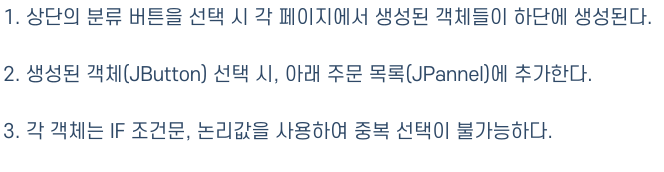 1. 상단의 분류 버튼을 선택 시 각 페이지에서 생성된 객체들이 하단에 생성된다.
2. 생성된 객체(JButton) 선택 시, 아래 주문 목록(JPannel)에 추가한다.
3. 각 객체는 IF 조건문, 논리값을 사용하여 중복 선택이 불가능하다.